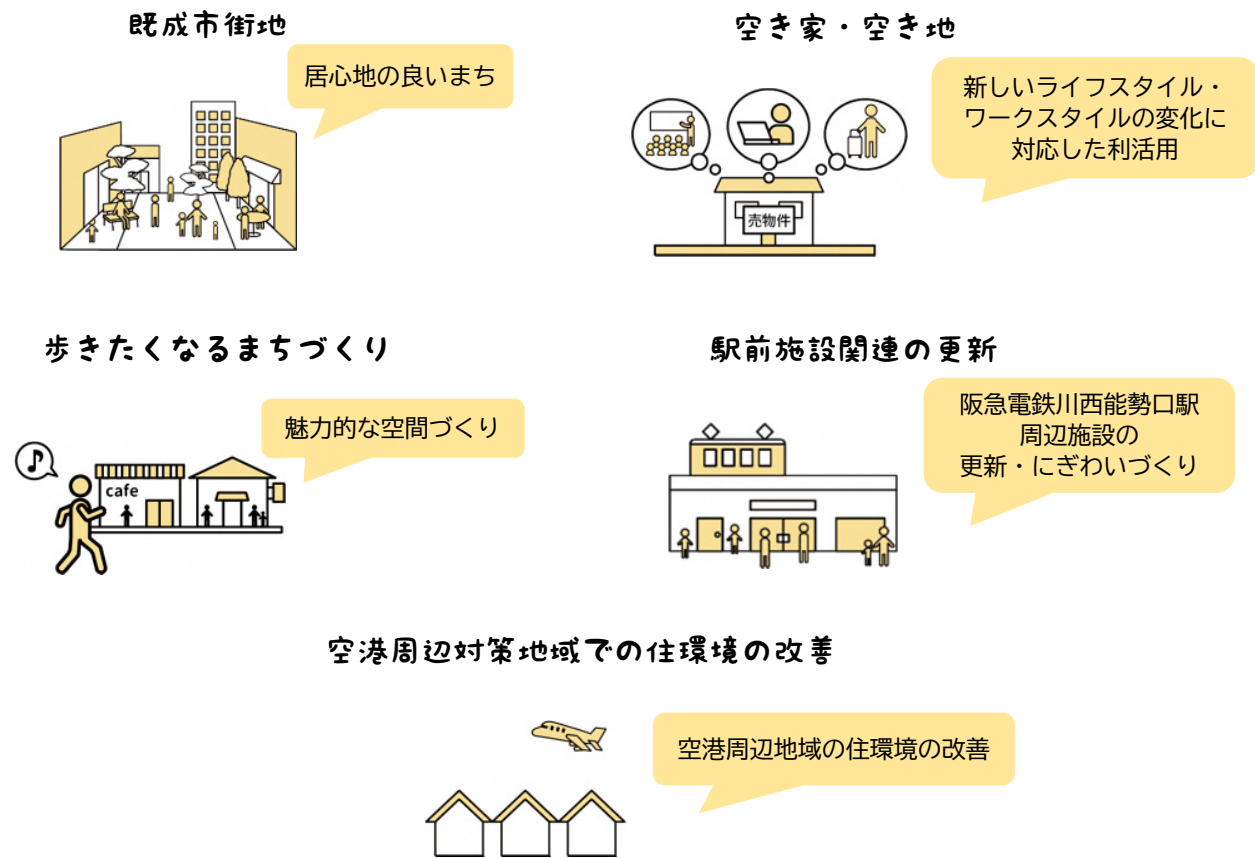 既成市街地
居心地の良いまち
空き家・空き地
新しいライフスタイル・
ワークスタイルの変化に
対応した利活用
売物件
歩きたくなるまちづくり
魅力的な空間づくり
cafe
駅前施設関連の更新
阪急電鉄川西能勢口駅
周辺施設の
更新・にぎわいづくり
空港周辺対策地域での住環境の改善
空港周辺地域の住環境の改善